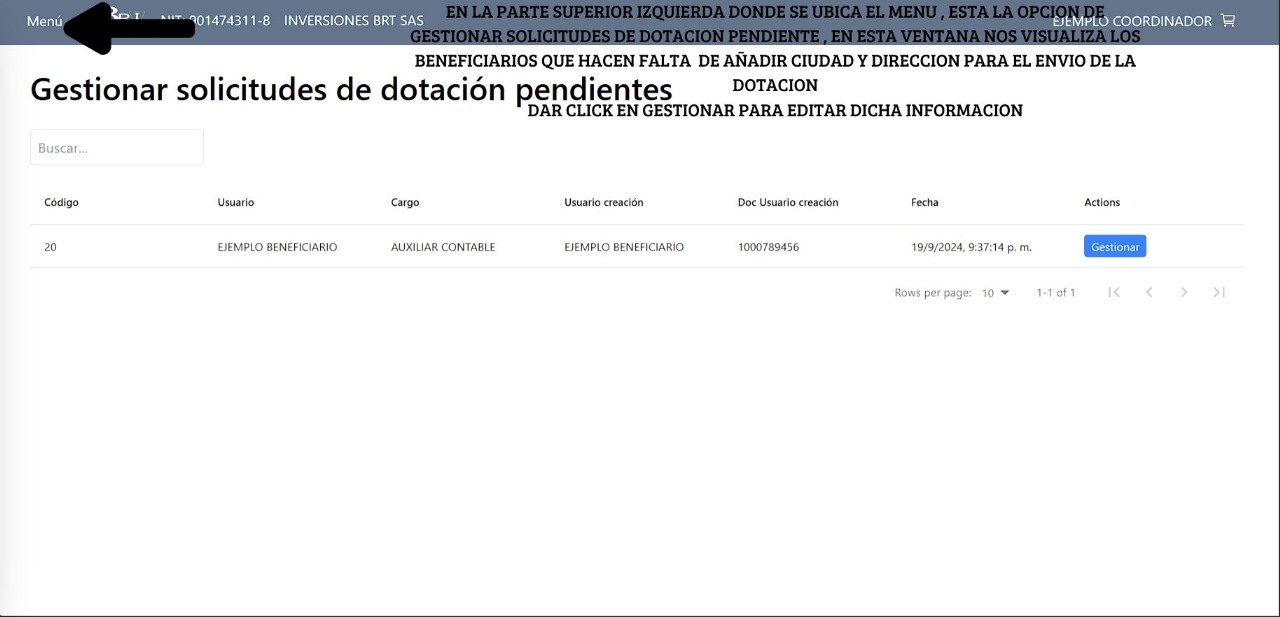 Menú
NIT: 901474311-8 INVERSIONES BRT SAS
EJEMPLO COORDINADOR
EN LA PARTE SUPERIOR IZQUIERDA DONDE SE UBICA EL MENU , ESTA LA OPCION DE
GESTIONAR SOLICITUDES DE DOTACION PENDIENTE , EN ESTA VENTANA NOS VISUALIZA LOS
BENEFICIARIOS QUE HACEN FALTA DE AÑADIR CIUDAD Y DIRECCION PARA EL ENVIO DE LA
DOTACION
DAR CLICK EN GESTIONAR PARA EDITAR DICHA INFORMACION
Gestionar solicitudes de dotación pendientes
Buscar...
Código Usuario Cargo Usuario creación Doc Usuario creación Fecha Actions
20 EJEMPLO BENEFICIARIO AUXILIAR CONTABLE EJEMPLO BENEFICIARIO 1000789456 19/9/2024, 9:37:14 p. m. Gestionar
Rows per page: 10 1-1 of 1